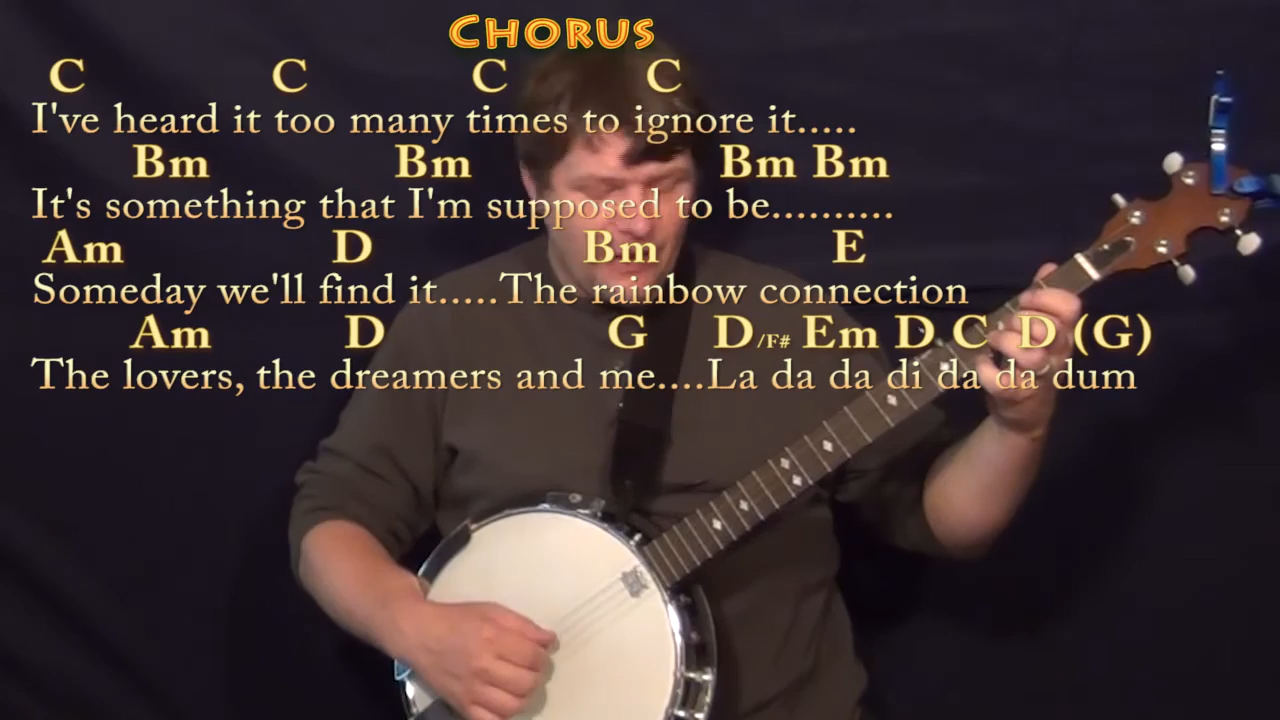 CHORUS
C C C C
I've heard it too many times to ignore it.....
Bm Bm Bm Bm
It's something that I'm supposed to be..........
Am D Bm E
Someday we'll find it.....The rainbow connection
Am D G D/F# Em D C D (G)
The lovers, the dreamers and me....La da da di da da dum